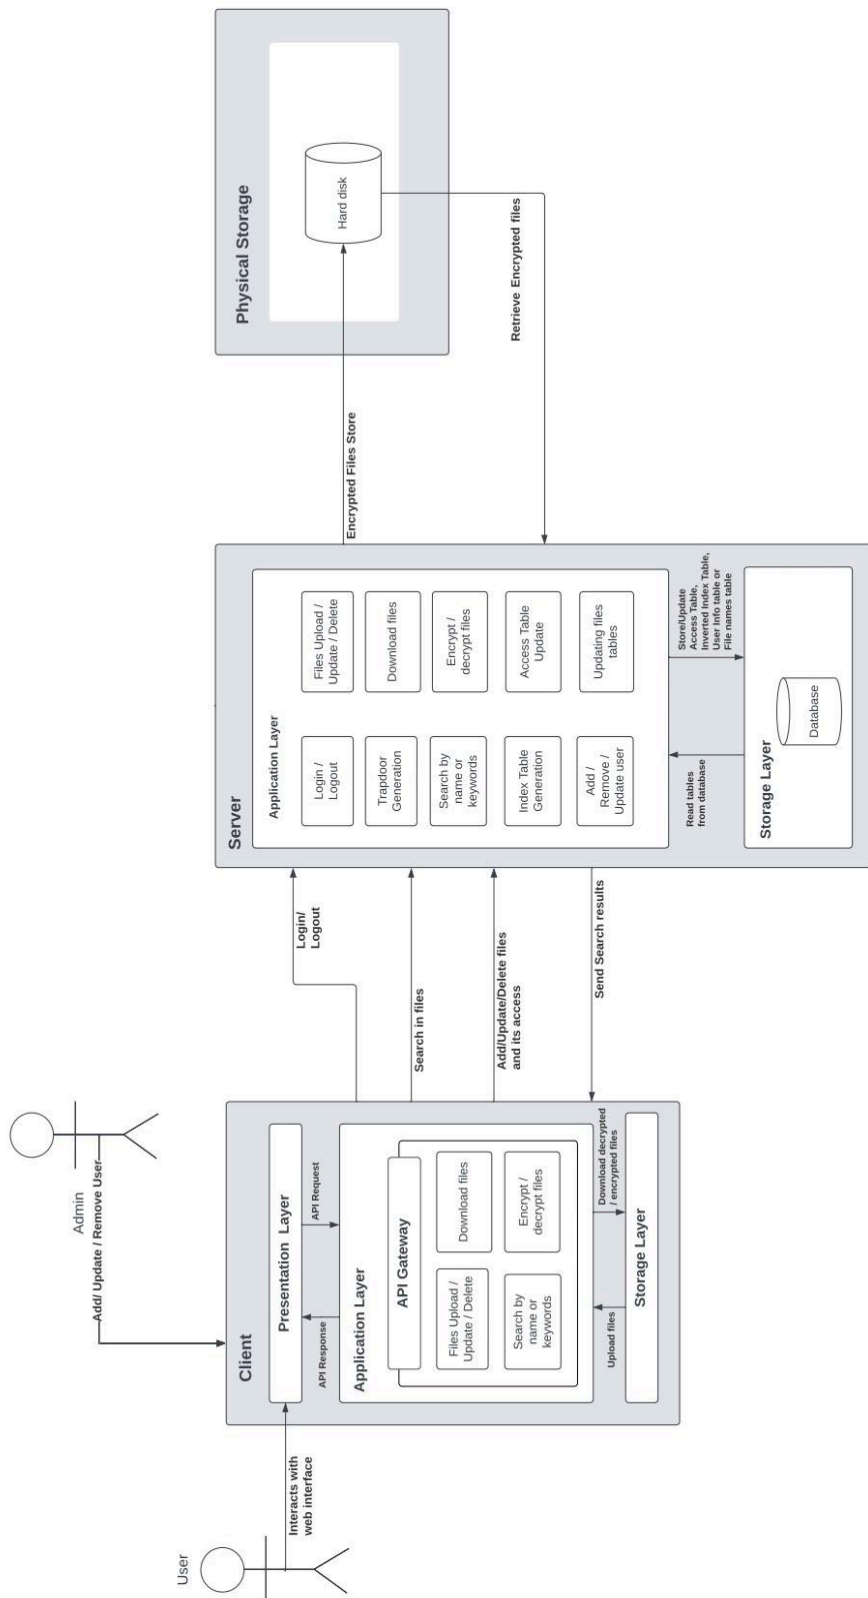 User
Interacts with
web interface
Admin
Add/ Update / Remove User
Client
Presentation Layer
API Response
API Request
Application Layer
API Gateway
Files Upload /
Update / Delete
Download files
Search by
name or
keywords
Encrypt /
decrypt files
Upload files
Download decrypted
/ encrypted files
Storage Layer
Login/
Logout
Search in files
Add/Update/Delete files
and its access
Send Search results
Server
Application Layer
Login /
Logout
Files Upload /
Update / Delete
Trapdoor
Generation
Download files
Search by
name or
keywords
Encrypt /
decrypt files
Index Table
Generation
Access Table
Update
Add /
Remove /
Update user
Updating files
tables
Read tables
from database
Store/Update
Access Table,
Inverted Index Table,
User Info table or
File names table
Storage Layer
Database
Encrypted Files Store
Retrieve Encrypted files
Physical Storage
Hard disk